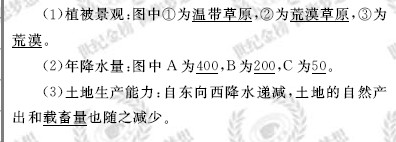 (1)植被景观:图中①为温带草原,②为荒漠草原,③为
荒漠。
(2)年降水量:图中A为400,B为200,C为50。
(3)土地生产能力:自东向西降水递减,土地的自然产
出和载畜量也随之减少。